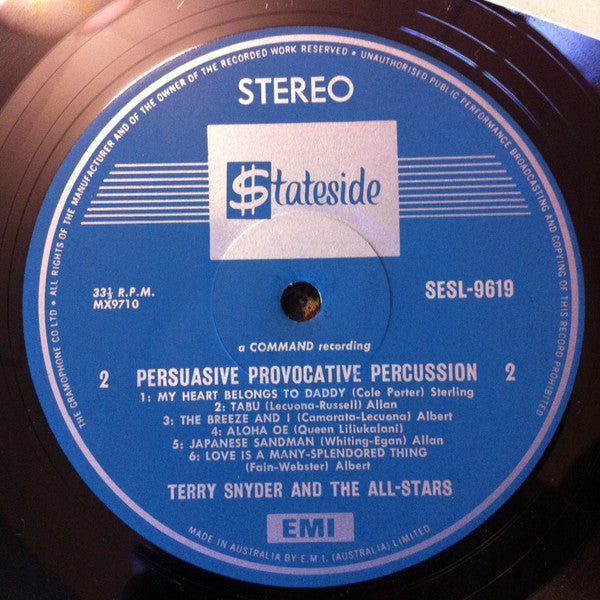 THE GRAMOPHONE CO LTD • ALL RIGHTS OF THE MANUFACTURER AND OF THE OWNER OF THE RECORDED WORK RESERVED • UNAUTHORISED PUBLIC PERFORMANCE BROADCASTING AND COPYING OF THIS RECORD PROHIBITED
STEREO
$tateside
33⅓ R.P.M.
MX9710
SESL-9619
a COMMAND recording
2 PERSUASIVE PROVOCATIVE PERCUSSION 2
1: MY HEART BELONGS TO DADDY (Cole Porter) Sterling
2: TABU (Lecuona-Russell) Allan
3: THE BREEZE AND I (Camarata-Lecuona) Albert
4: ALOHA OE (Queen Liliukalani)
5: JAPANESE SANDMAN (Whiting-Egan) Allan
6: LOVE IS A MANY-SPLENDORED THING
(Fain-Webster) Albert
TERRY SNYDER AND THE ALL-STARS
EMI
MADE IN AUSTRALIA BY E.M.I. (AUSTRALIA) LIMITED